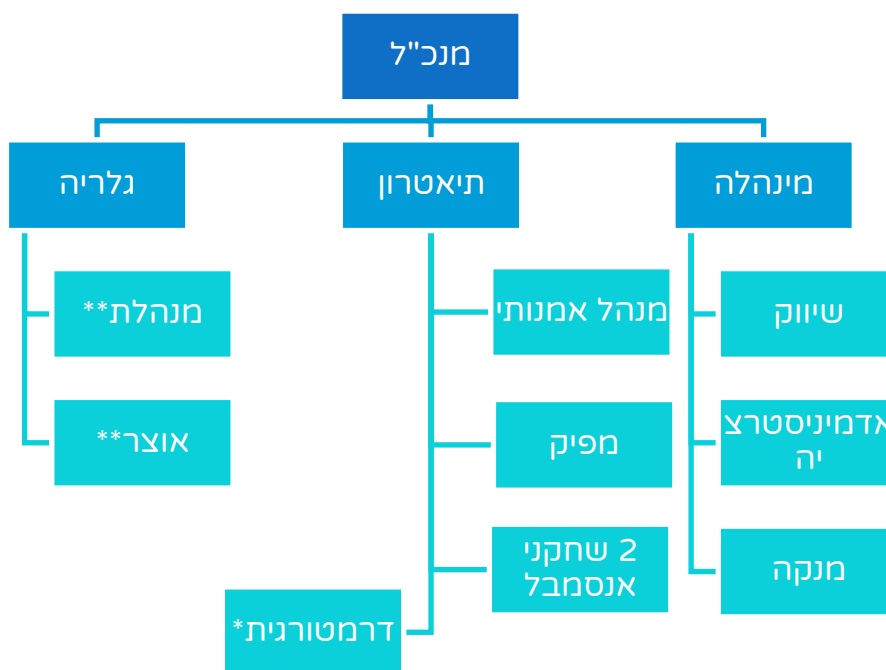 מנכ"ל
מינהלה
תיאטרון
גלריה
שיווק
אדמיניסטרצ
יה
מנקה
מנהל אמנותי
מפיק
2 שחקני
אנסמבל
דרמטורגית*
מנהלת**
אוצר**